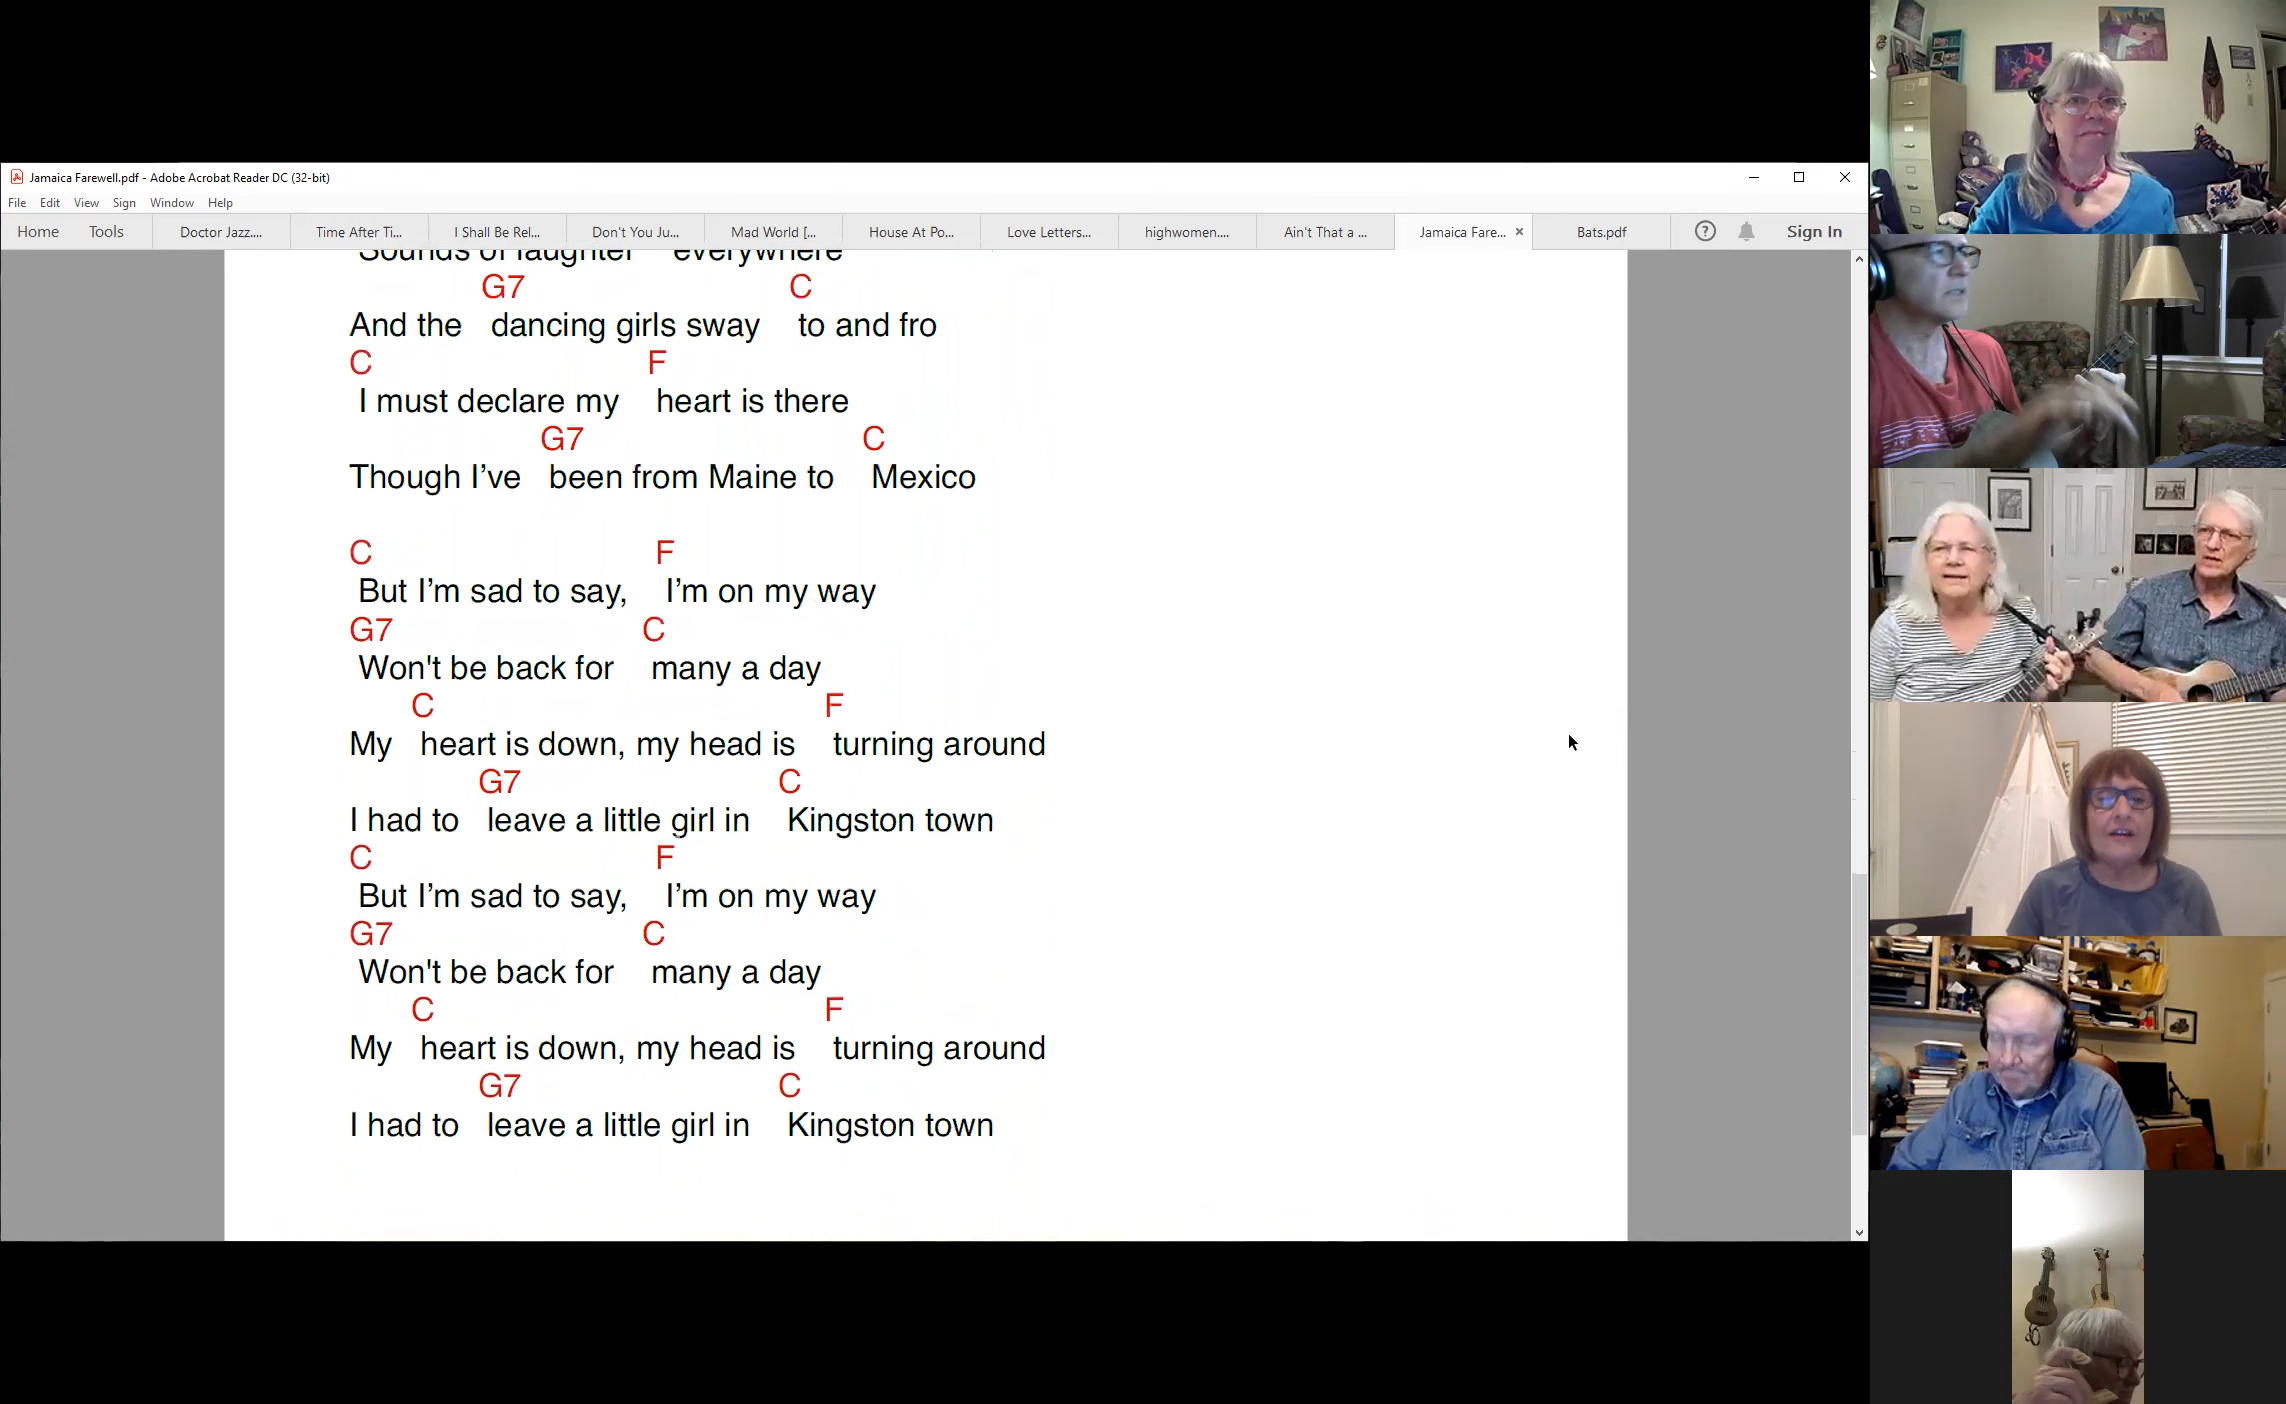 Jamaica Farewell.pdf - Adobe Acrobat Reader DC (32-bit)
File Edit View Sign Window Help
Home Tools Doctor Jazz.... Time After Ti... I Shall Be Rel... Don't You Ju... Mad World [... House At Po... Love Letters... highwomen.... Ain't That a ... Jamaica Fare... × Bats.pdf ? Sign In
Sounds of laughter everywhere
G7 C
And the dancing girls sway to and fro
C F
I must declare my heart is there
G7 C
Though I’ve been from Maine to Mexico
C F
But I’m sad to say, I’m on my way
G7 C
Won't be back for many a day
C F
My heart is down, my head is turning around
G7 C
I had to leave a little girl in Kingston town
C F
But I’m sad to say, I’m on my way
G7 C
Won't be back for many a day
C F
My heart is down, my head is turning around
G7 C
I had to leave a little girl in Kingston town